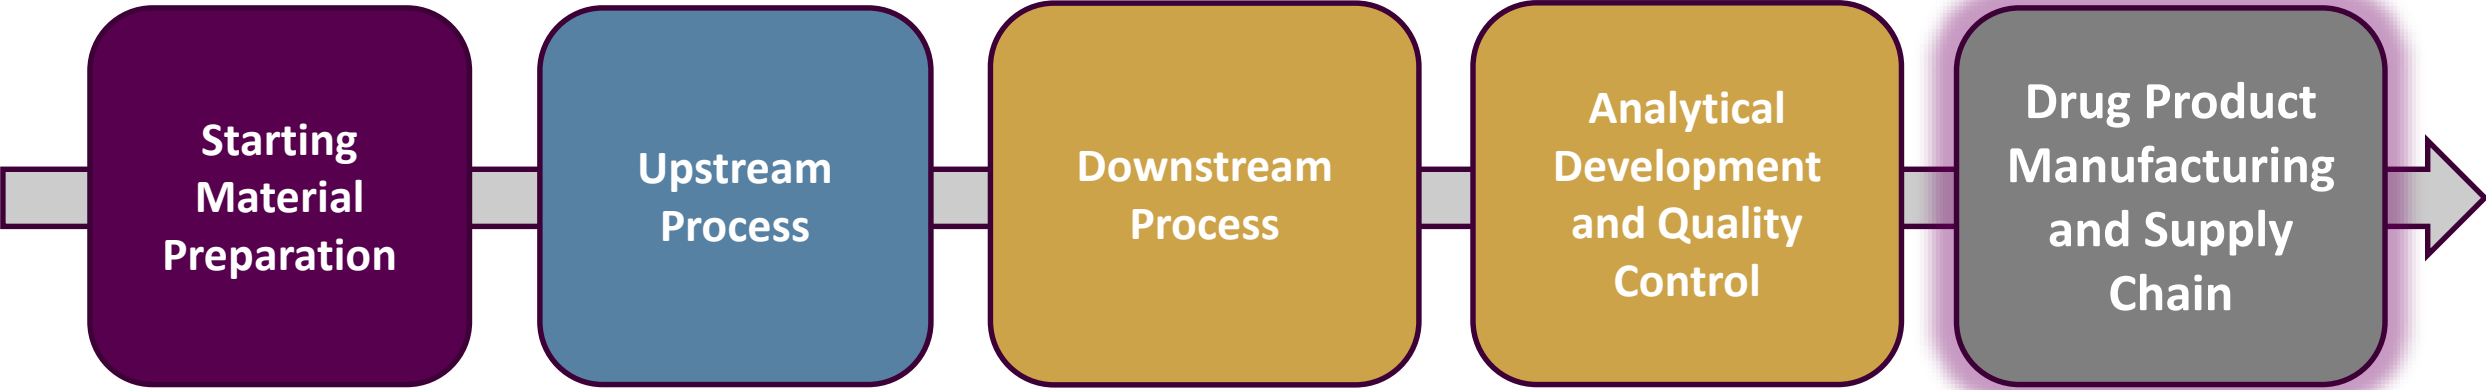 Starting
Material
Preparation
Upstream
Process
Downstream
Process
Analytical
Development
and Quality
Control
Drug Product
Manufacturing
and Supply
Chain